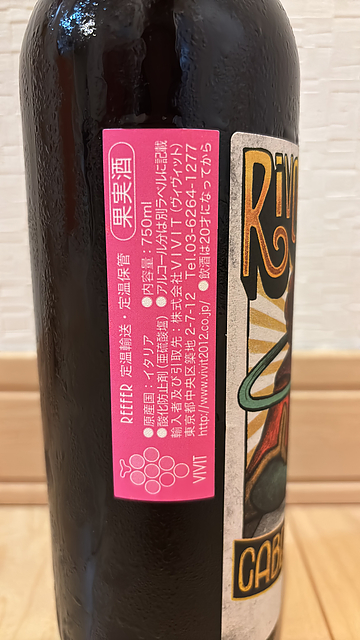 REEFER 定温輸送・定温保管 果実酒
●原産国：イタリア ●内容量：750ml
●酸化防止剤(亜硫酸塩) ●アルコール分は別ラベルに記載
輸入者及び引取先：株式会社VIVIT(ヴィヴィット)
東京都中央区築地 2-7-12 Tel.03-6264-1277
http://www.vivit2012.co.jp/ ●飲酒は20才になってから
VIVIT